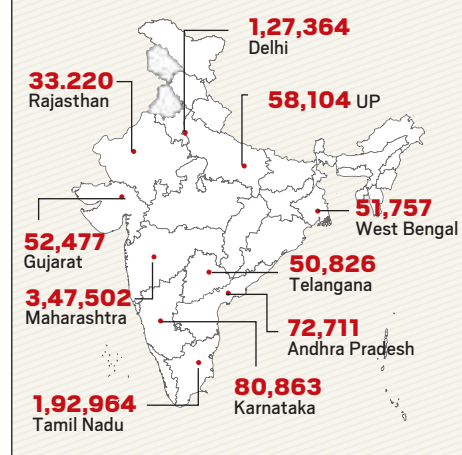 1,27,364
Delhi
33.220
Rajasthan
58,104 UP
51,757
West Bengal
52,477
Gujarat
50,826
Telangana
3,47,502
Maharashtra
72,711
Andhra Pradesh
80,863
Karnataka
1,92,964
Tamil Nadu